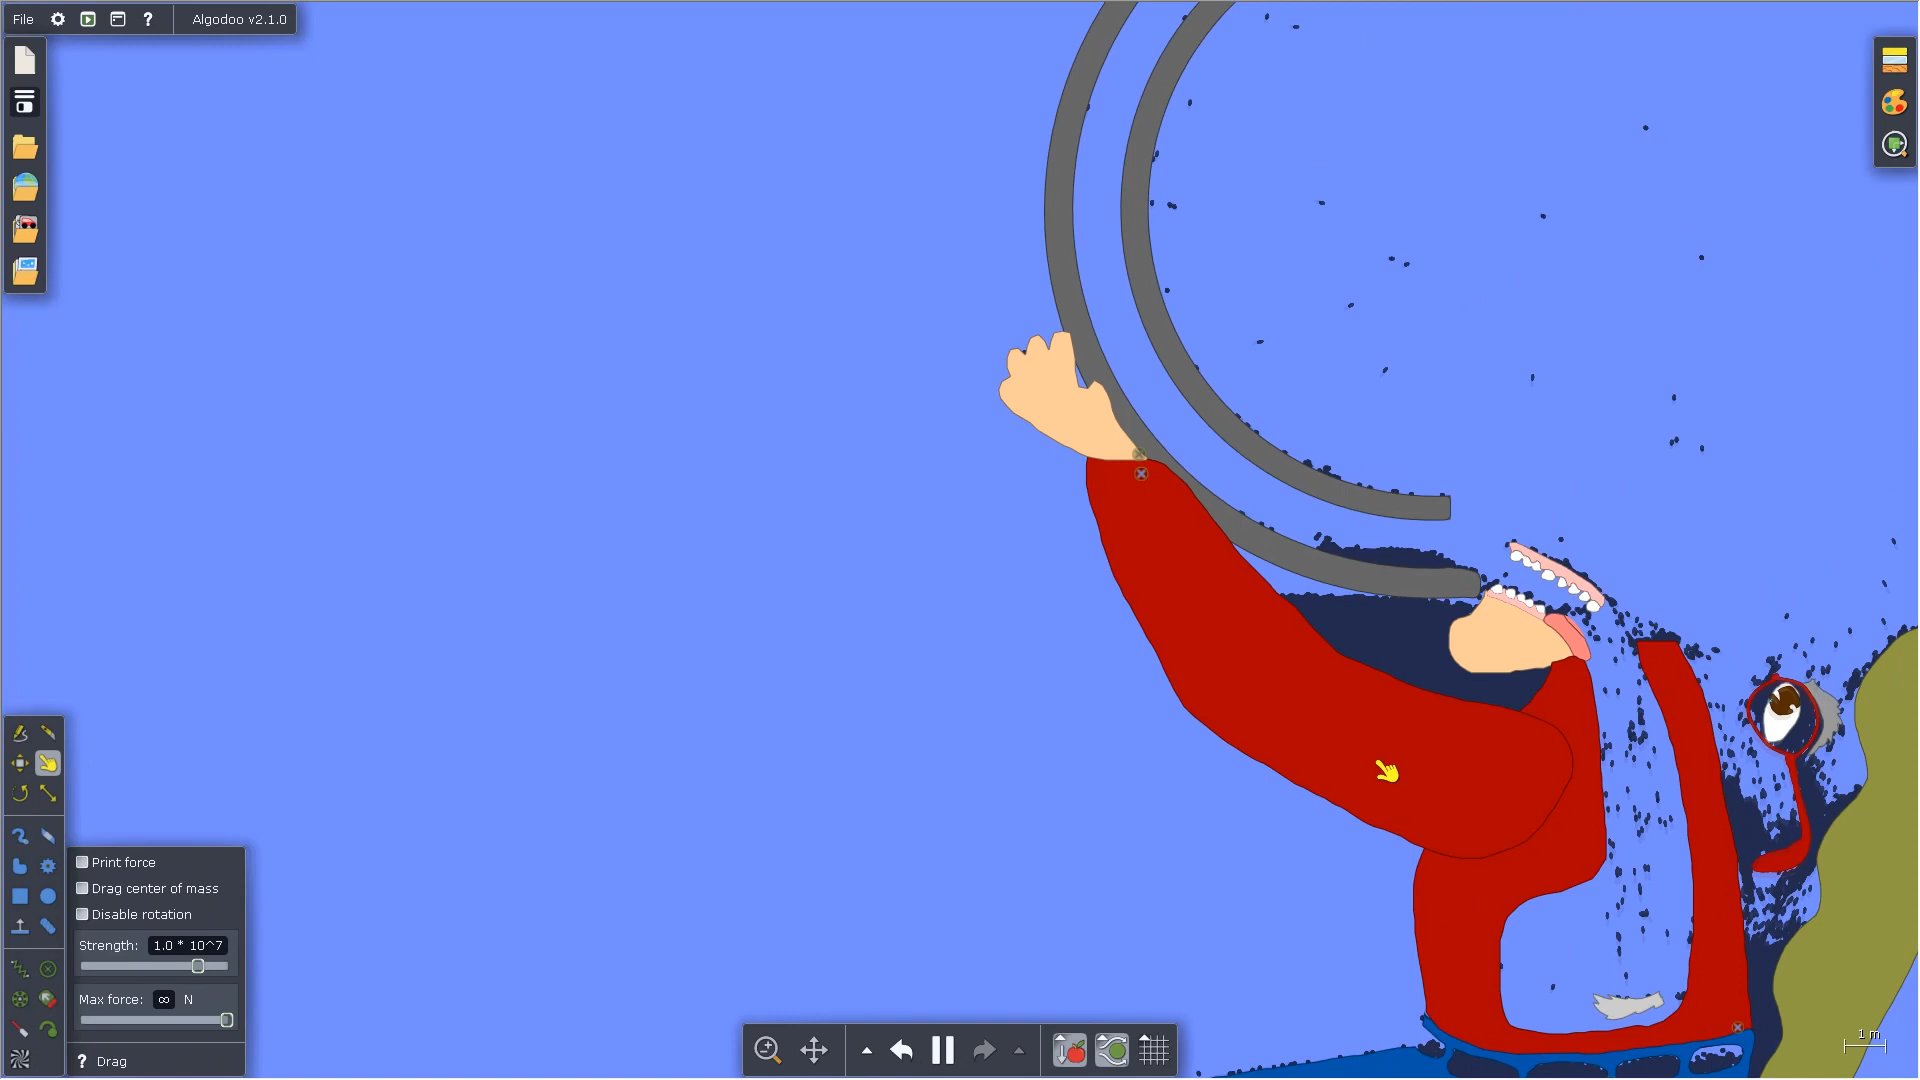 File ? Algodoo v2.1.0
Print force
Drag center of mass
Disable rotation
Strength: 1.0 * 10^7
Max force: ∞ N
? Drag
1 m